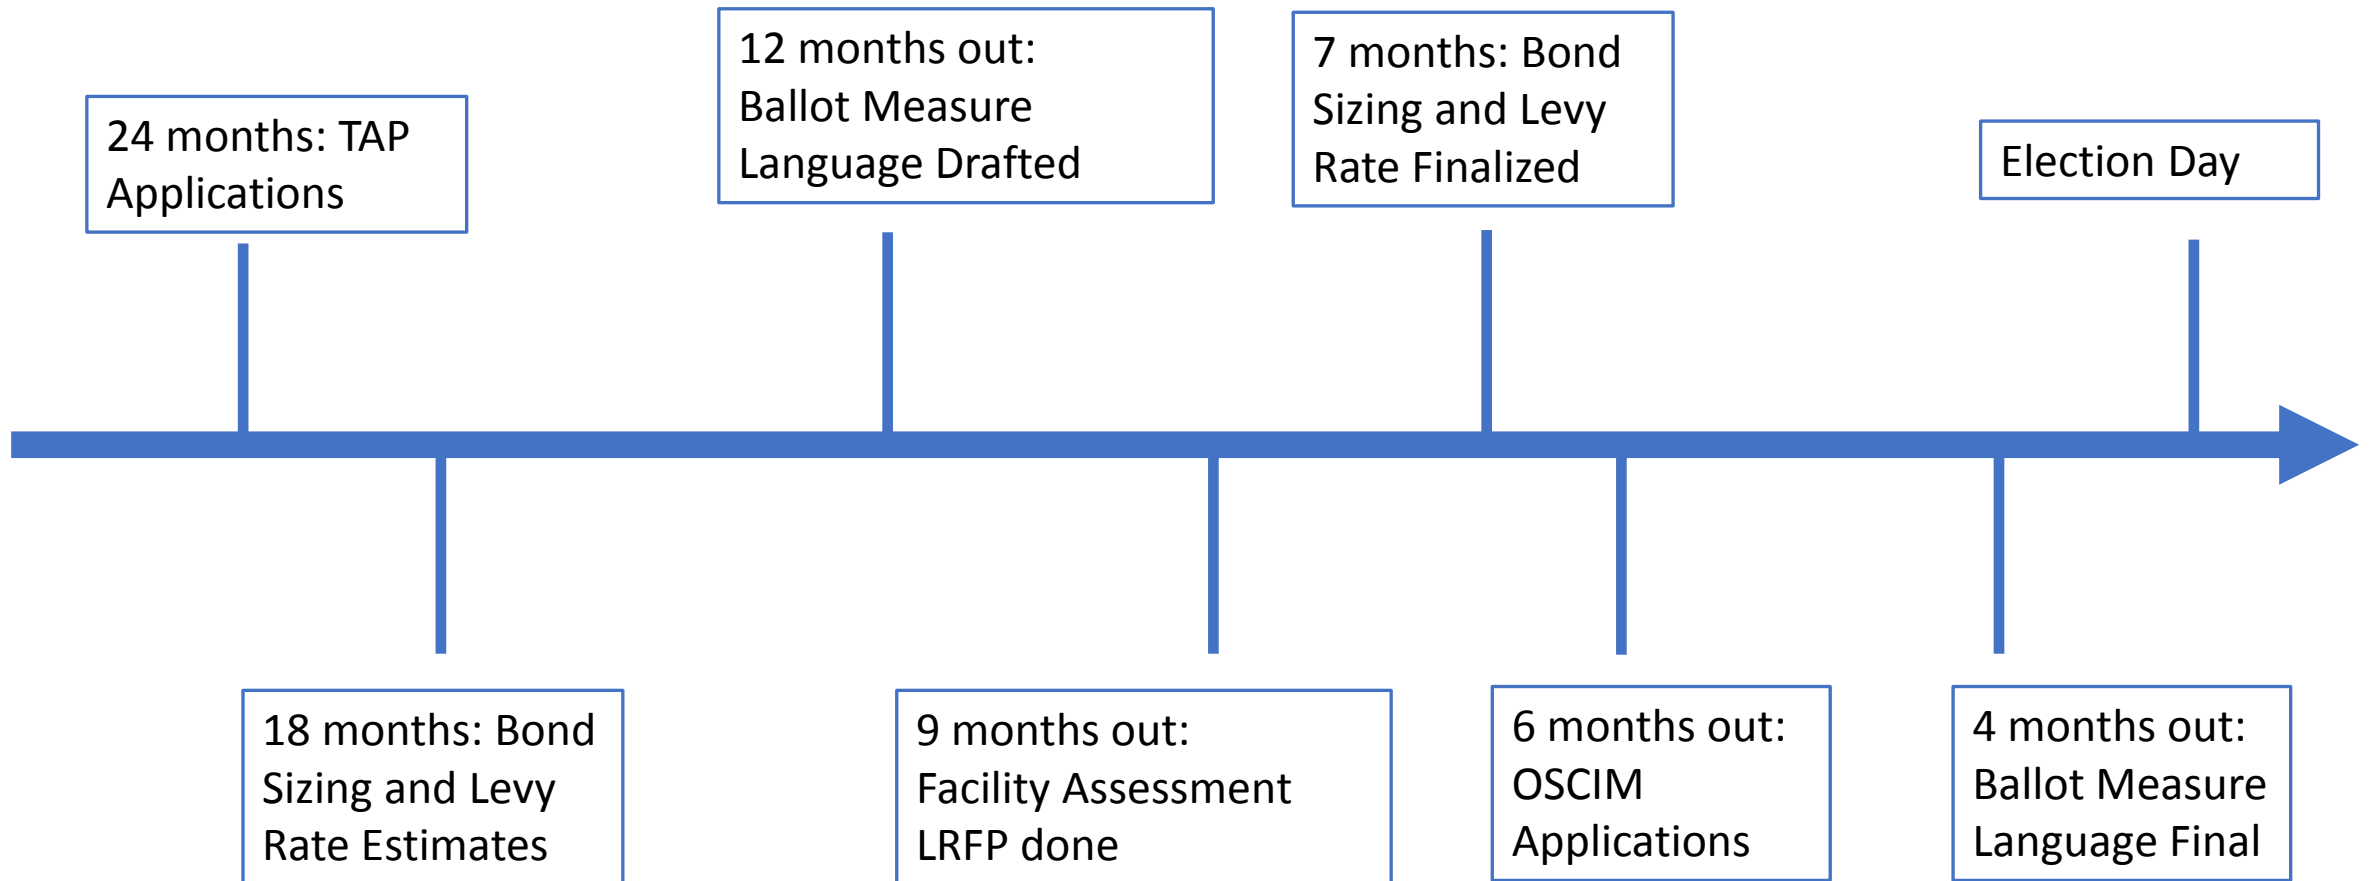 24 months: TAP
Applications
12 months out:
Ballot Measure
Language Drafted
7 months: Bond
Sizing and Levy
Rate Finalized
Election Day
18 months: Bond
Sizing and Levy
Rate Estimates
9 months out:
Facility Assessment
LRFP done
6 months out:
OSCIM
Applications
4 months out:
Ballot Measure
Language Final